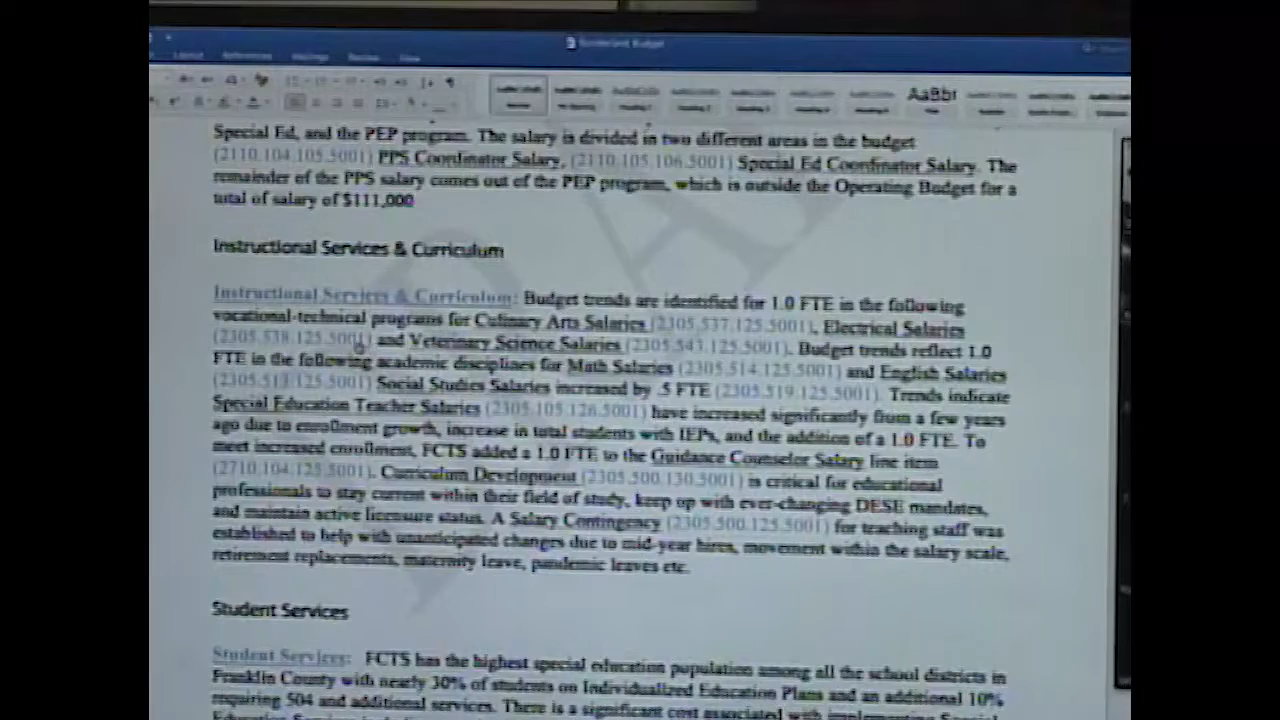 Sunderland Budget
View
AaBb
Special Ed, and the PEP program. The salary is divided in two different areas in the budget
(2110.104.105.5001) PPS Coordinator Salary, (2110.105.106.5001) Special Ed Coordinator Salary. The
remainder of the PPS salary comes out of the PEP program, which is outside the Operating Budget for a
total of salary of $111,000
Instructional Services & Curriculum
Instructional Services & Curriculum: Budget trends are identified for 1.0 FTE in the following
vocational-technical programs for Culinary Arts Salaries (2305.537.125.5001), Electrical Salaries
(2305.538.125.5001) and Veterinary Science Salaries (2305.543.125.5001). Budget trends reflect 1.0
FTE in the following academic disciplines for Math Salaries (2305.514.125.5001) and English Salaries
(2305.513.125.5001) Social Studies Salaries increased by .5 FTE (2305.519.125.5001). Trends indicate
Special Education Teacher Salaries (2305.105.126.5001) have increased significantly from a few years
ago due to enrollment growth, increase in total students with IEPs, and the addition of a 1.0 FTE. To
meet increased enrollment, FCTS added a 1.0 FTE to the Guidance Counselor Salary line item
(2710.104.125.5001). Curriculum Development (2305.500.130.5001) is critical for educational
professionals to stay current within their field of study, keep up with ever-changing DESE mandates,
and maintain active licensure status. A Salary Contingency (2305.500.125.5001) for teaching staff was
established to help with unanticipated changes due to mid-year hires, movement within the salary scale,
retirement replacements, maternity leave, pandemic leaves etc.
Student Services
Student Services: FCTS has the highest special education population among all the school districts in
Franklin County with nearly 30% of students on Individualized Education Plans and an additional 10%
requiring 504 and additional services. There is a significant cost associated with implementing Special